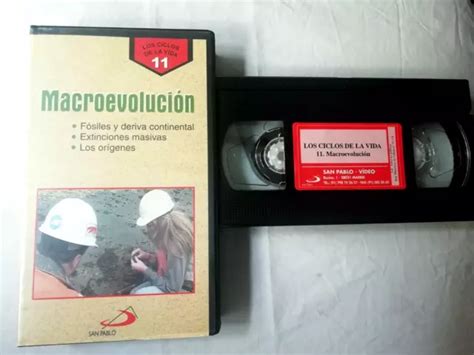 LOS CICLOS
DE LA VIDA
11
Macroevolución
• Fósiles y deriva continental
• Extinciones masivas
• Los orígenes
SAN PABLO
LOS CICLOS DE LA VIDA
11. Macroevolución
SAN PABLO - VÍDEO